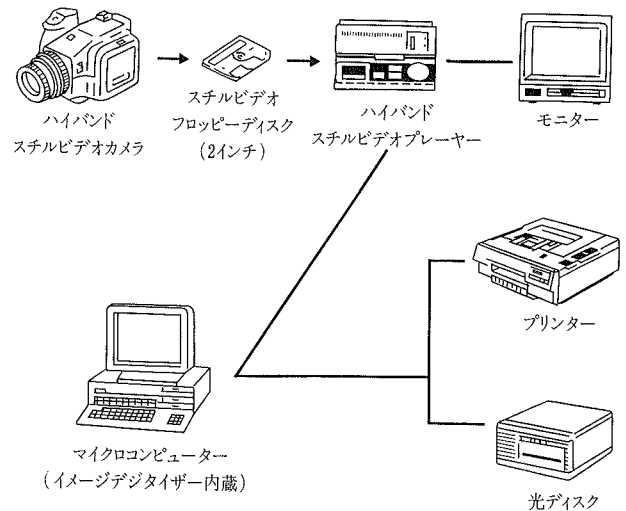 ハイバンド
スチルビデオカメラ
スチルビデオ
フロッピーディスク
(2インチ)
ハイバンド
スチルビデオプレーヤー
モニター
プリンター
マイクロコンピューター
(イメージデジタイザー内蔵)
光ディスク